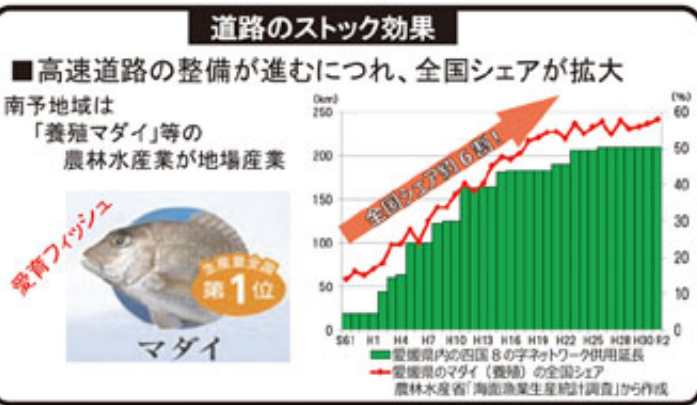 道路のストック効果
■高速道路の整備が進むにつれ、全国シェアが拡大
南予地域は
「養殖マダイ」等の
農林水産業が地場産業
愛育フィッシュ
生産量全国
第1位
マダイ
(km)
250
200
150
100
50
0
(%)
60
50
40
30
20
10
0
全国シェア約6割!
S61 H1 H4 H7 H10 H13 H16 H19 H22 H25 H28 H30 R2
愛媛県内の四国8の字ネットワーク供用延長
愛媛県のマダイ(養殖)の全国シェア
農林水産省「海面漁業生産統計調査」から作成